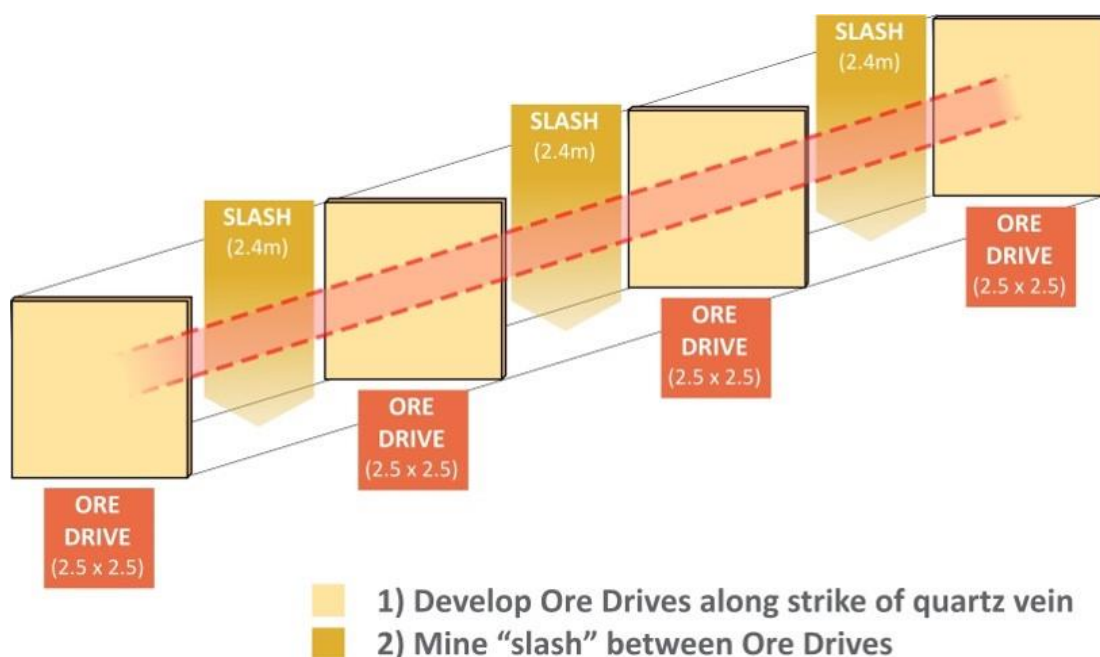 SLASH
(2.4m)
SLASH
(2.4m)
SLASH
(2.4m)
ORE
DRIVE
(2.5 x 2.5)
ORE
DRIVE
(2.5 x 2.5)
ORE
DRIVE
(2.5 x 2.5)
ORE
DRIVE
(2.5 x 2.5)
1) Develop Ore Drives along strike of quartz vein
2) Mine “slash” between Ore Drives